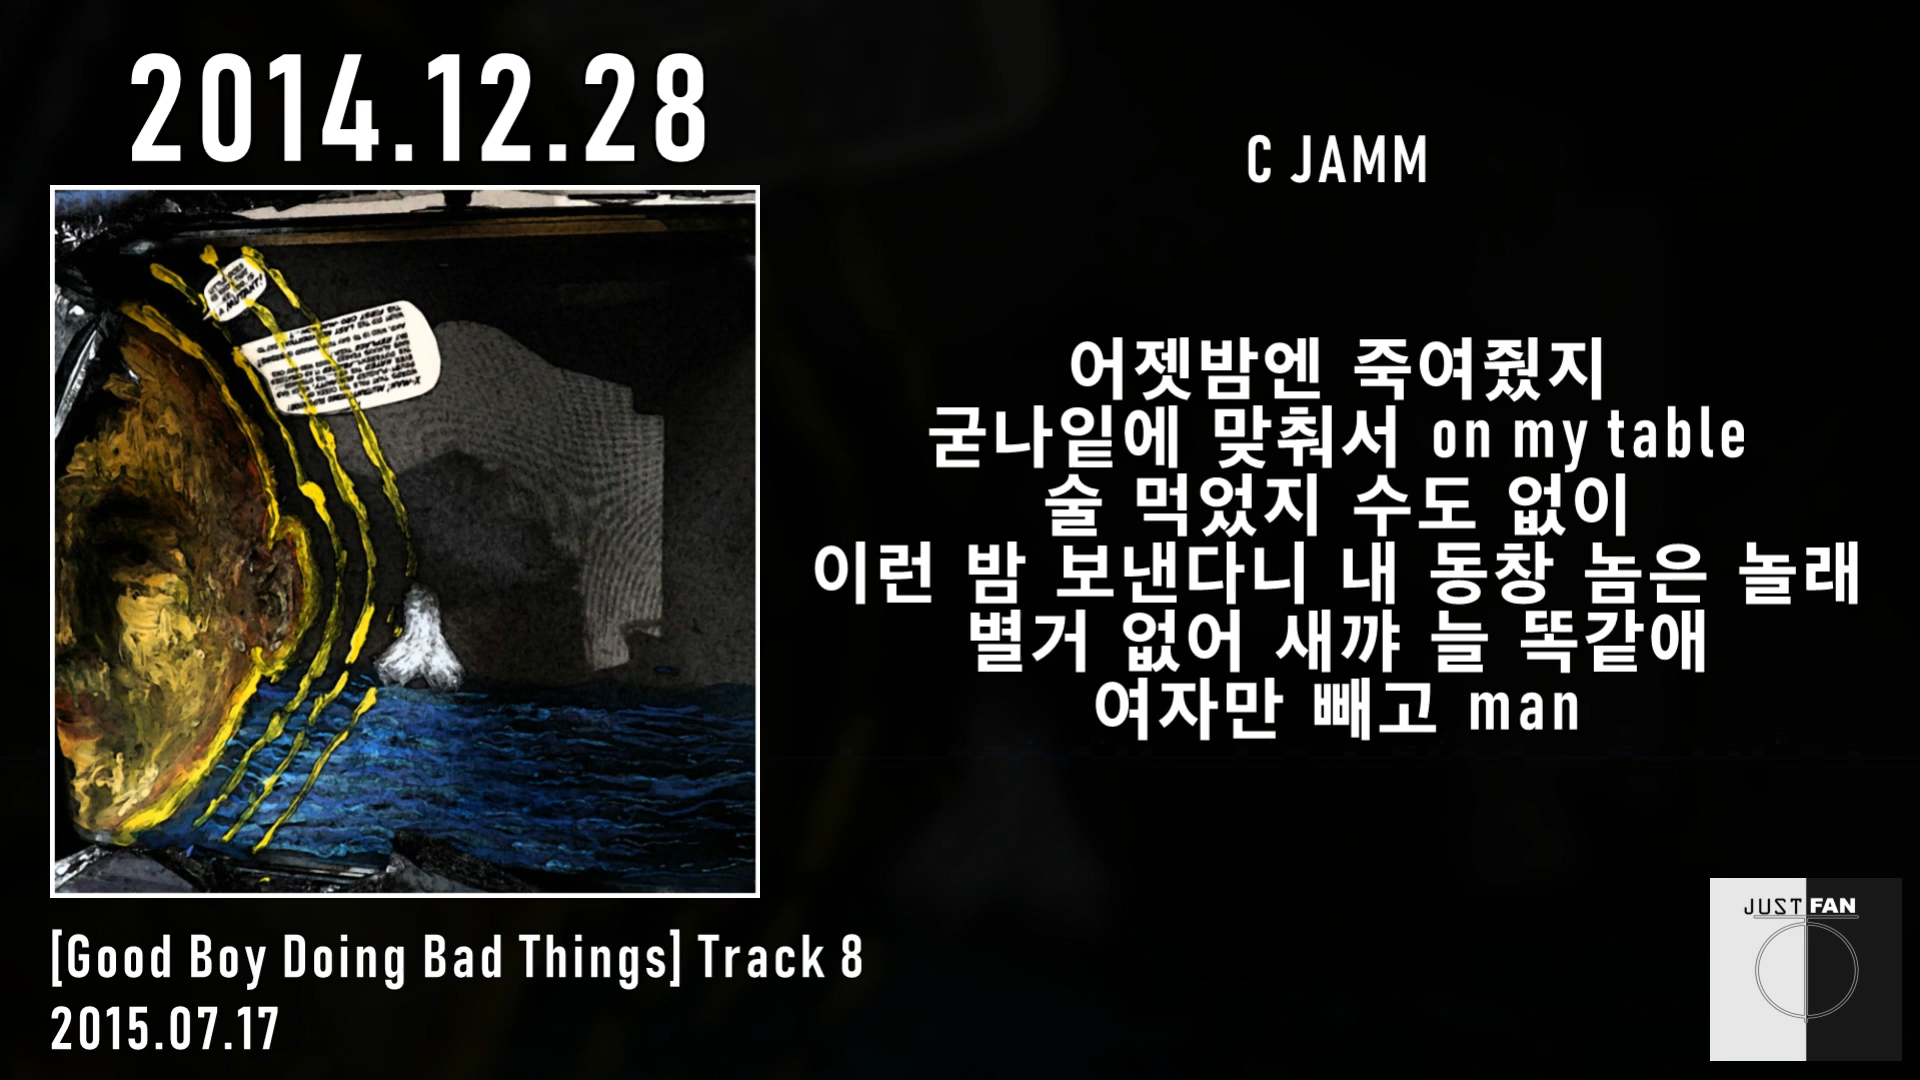 2014.12.28
C JAMM
어젯밤엔 죽여줬지
굳나잍에 맞춰서 on my table
술 먹었지 수도 없이
이런 밤 보낸다니 내 동창 놈은 놀래
별거 없어 새꺄 늘 똑같애
여자만 빼고 man
A MUTANT!
[Good Boy Doing Bad Things] Track 8
2015.07.17
JUST FAN